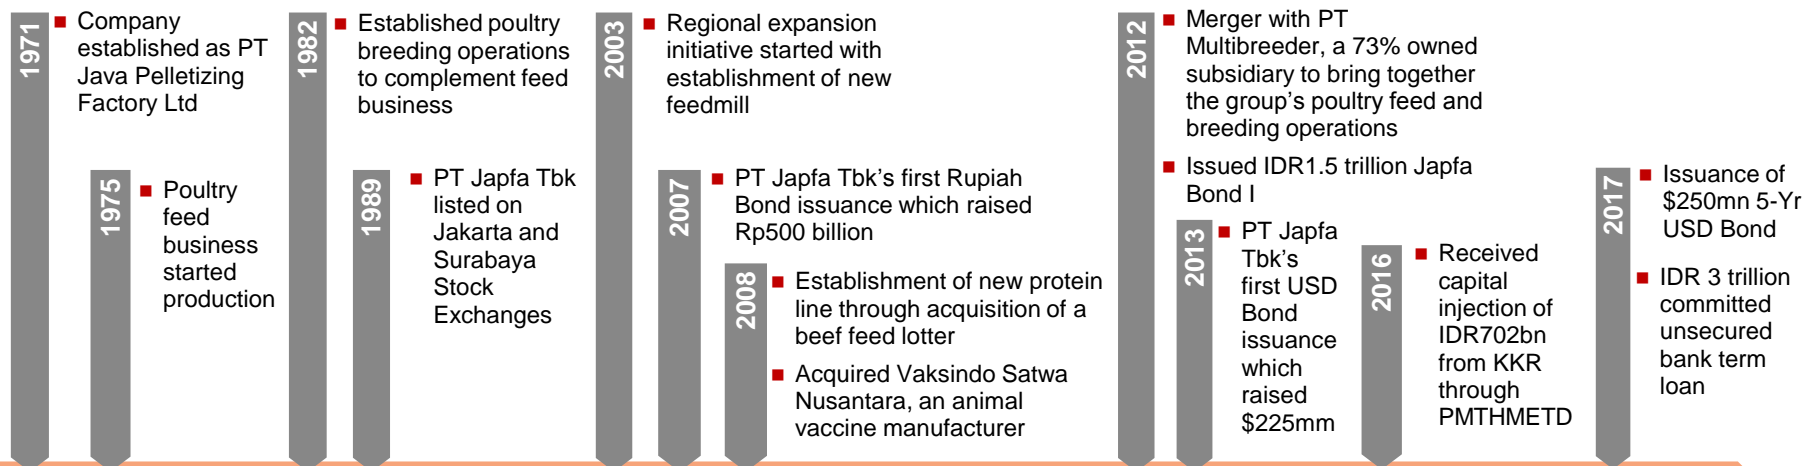 1971
Company
established as PT
Java Pelletizing
Factory Ltd
1975
Poultry
feed
business
started
production
1982
Established poultry
breeding operations
to complement feed
business
1989
PT Japfa Tbk
listed on
Jakarta and
Surabaya
Stock
Exchanges
2003
Regional expansion
initiative started with
establishment of new
feedmill
2007
PT Japfa Tbk's first Rupiah
Bond issuance which raised
Rp500 billion
2008
Establishment of new protein
line through acquisition of a
beef feed lotter
Acquired Vaksindo Satwa
Nusantara, an animal
vaccine manufacturer
2012
Merger with PT
Multibreeder, a 73% owned
subsidiary to bring together
the group's poultry feed and
breeding operations
Issued IDR1.5 trillion Japfa
Bond I
2013
PT Japfa
Tbk's
first USD
Bond
issuance
which
raised
$225mm
2016
Received
capital
injection of
IDR702bn
from KKR
through
PMTHMETD
2017
Issuance of
$250mn 5-Yr
USD Bond
IDR 3 trillion
committed
unsecured
bank term
loan